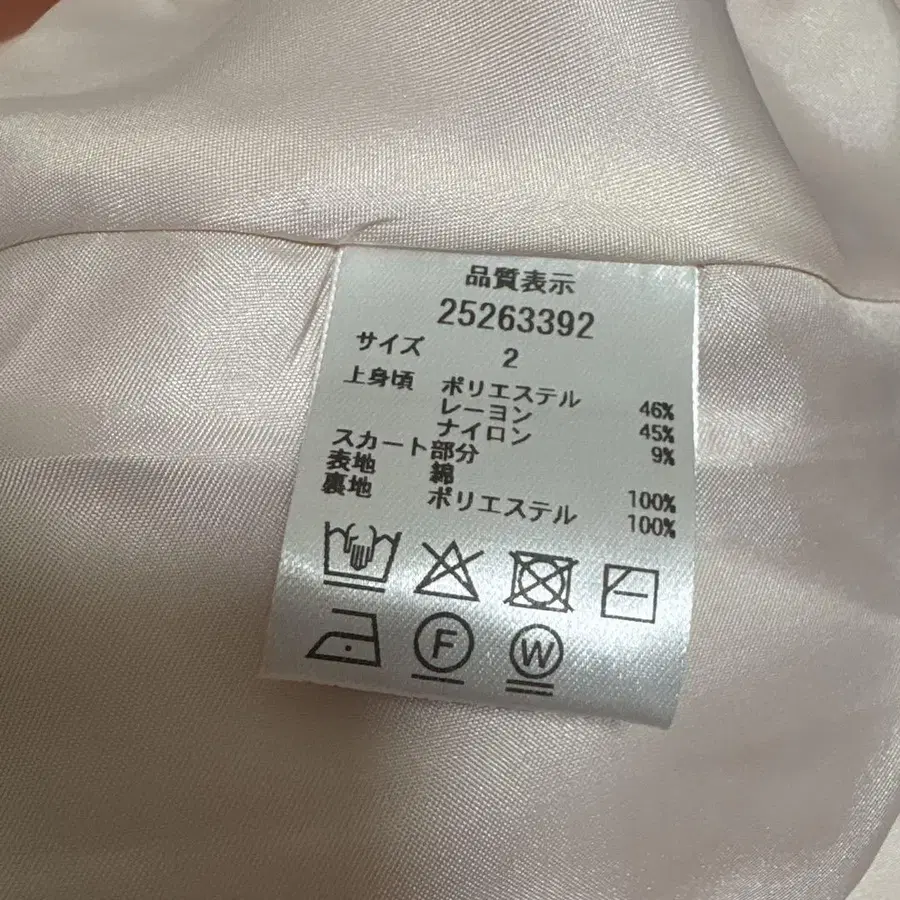 品質表示
25263392
サイズ 2
上身頃 ポリエステル 46%
レーヨン 45%
ナイロン 9%
スカート部分
表地 綿 100%
裏地 ポリエステル 100%
F W